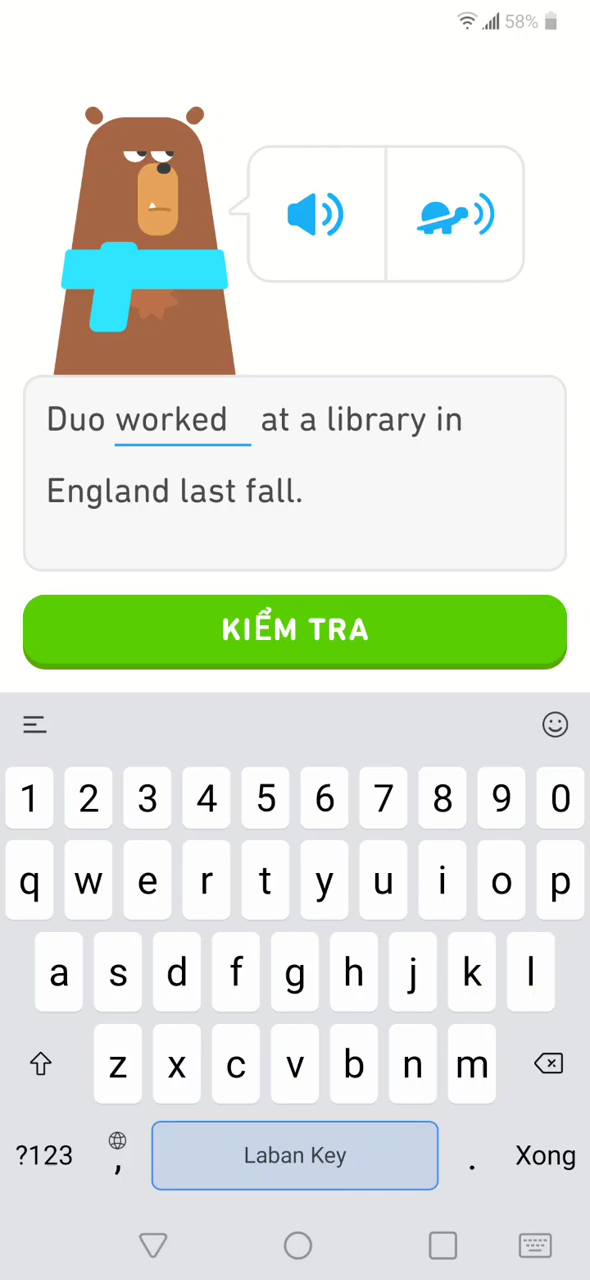 58%
Duo worked at a library in
England last fall.
KIỂM TRA
1 2 3 4 5 6 7 8 9 0
q w e r t y u i o p
a s d f g h j k l
z x c v b n m
?123 , Laban Key . Xong